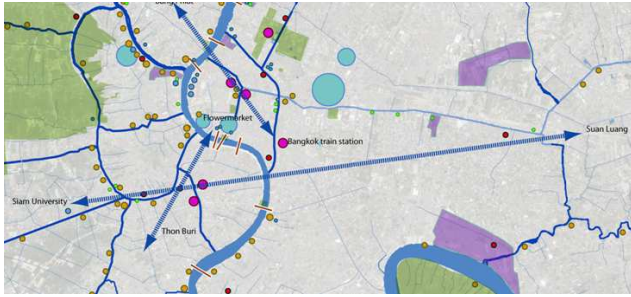 Flowermarket
Bangkok train station
Suan Luang
Siam University
Thon Buri